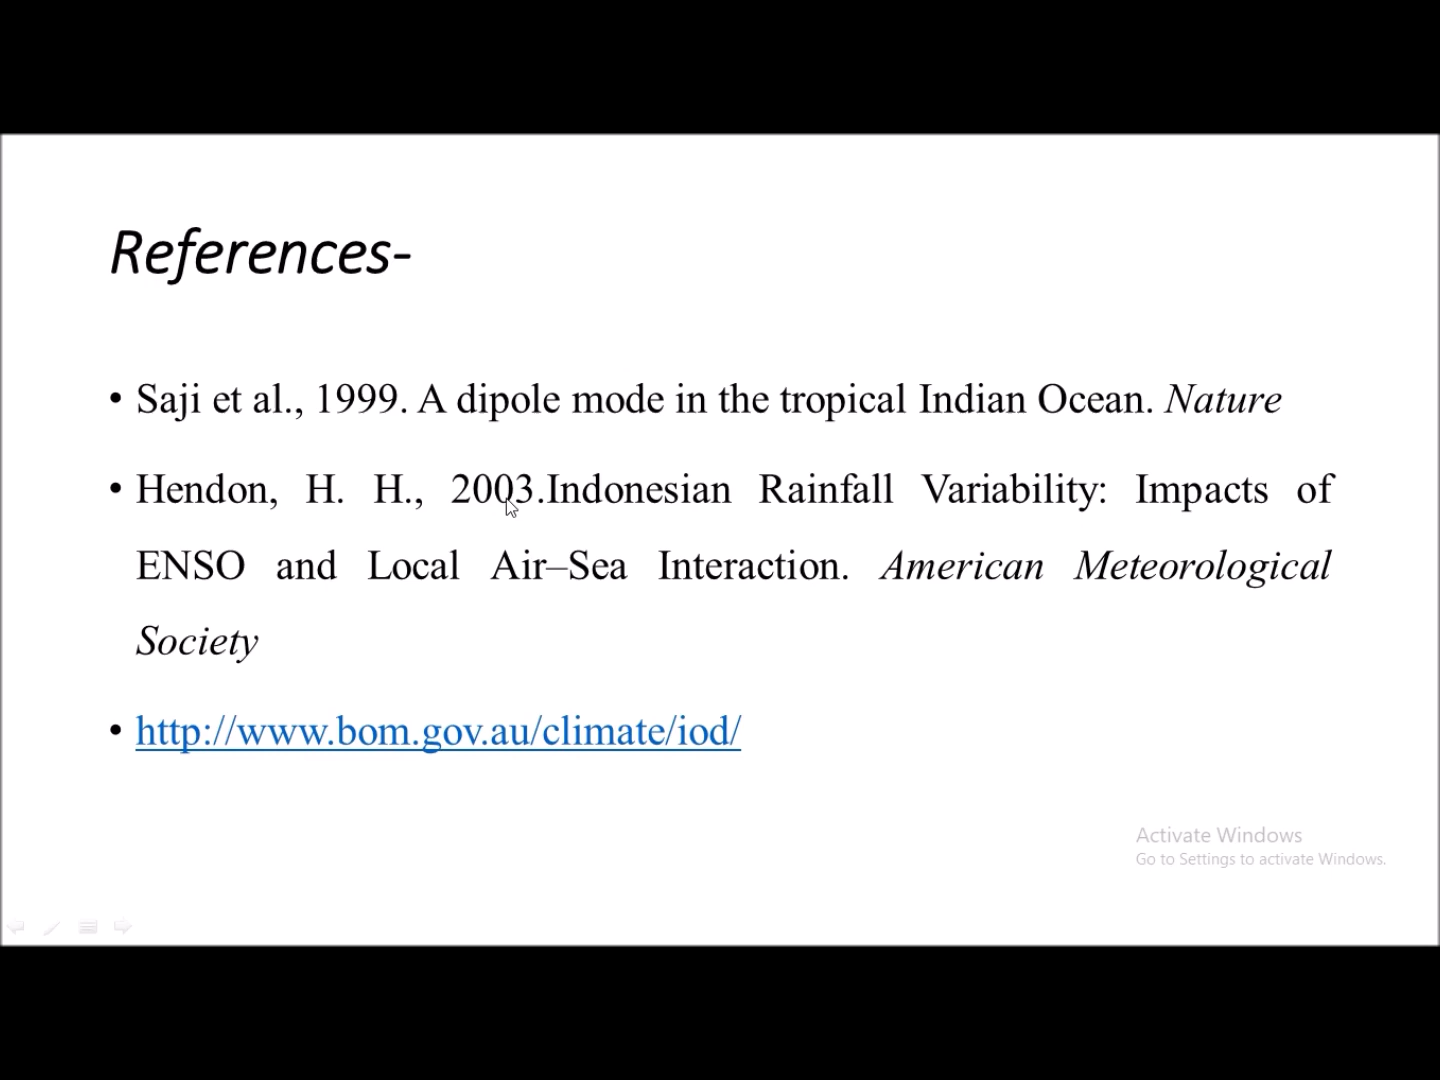 References-
• Saji et al., 1999. A dipole mode in the tropical Indian Ocean. Nature
• Hendon, H. H., 2003.Indonesian Rainfall Variability: Impacts of
ENSO and Local Air–Sea Interaction. American Meteorological
Society
• http://www.bom.gov.au/climate/iod/
Activate Windows
Go to Settings to activate Windows.